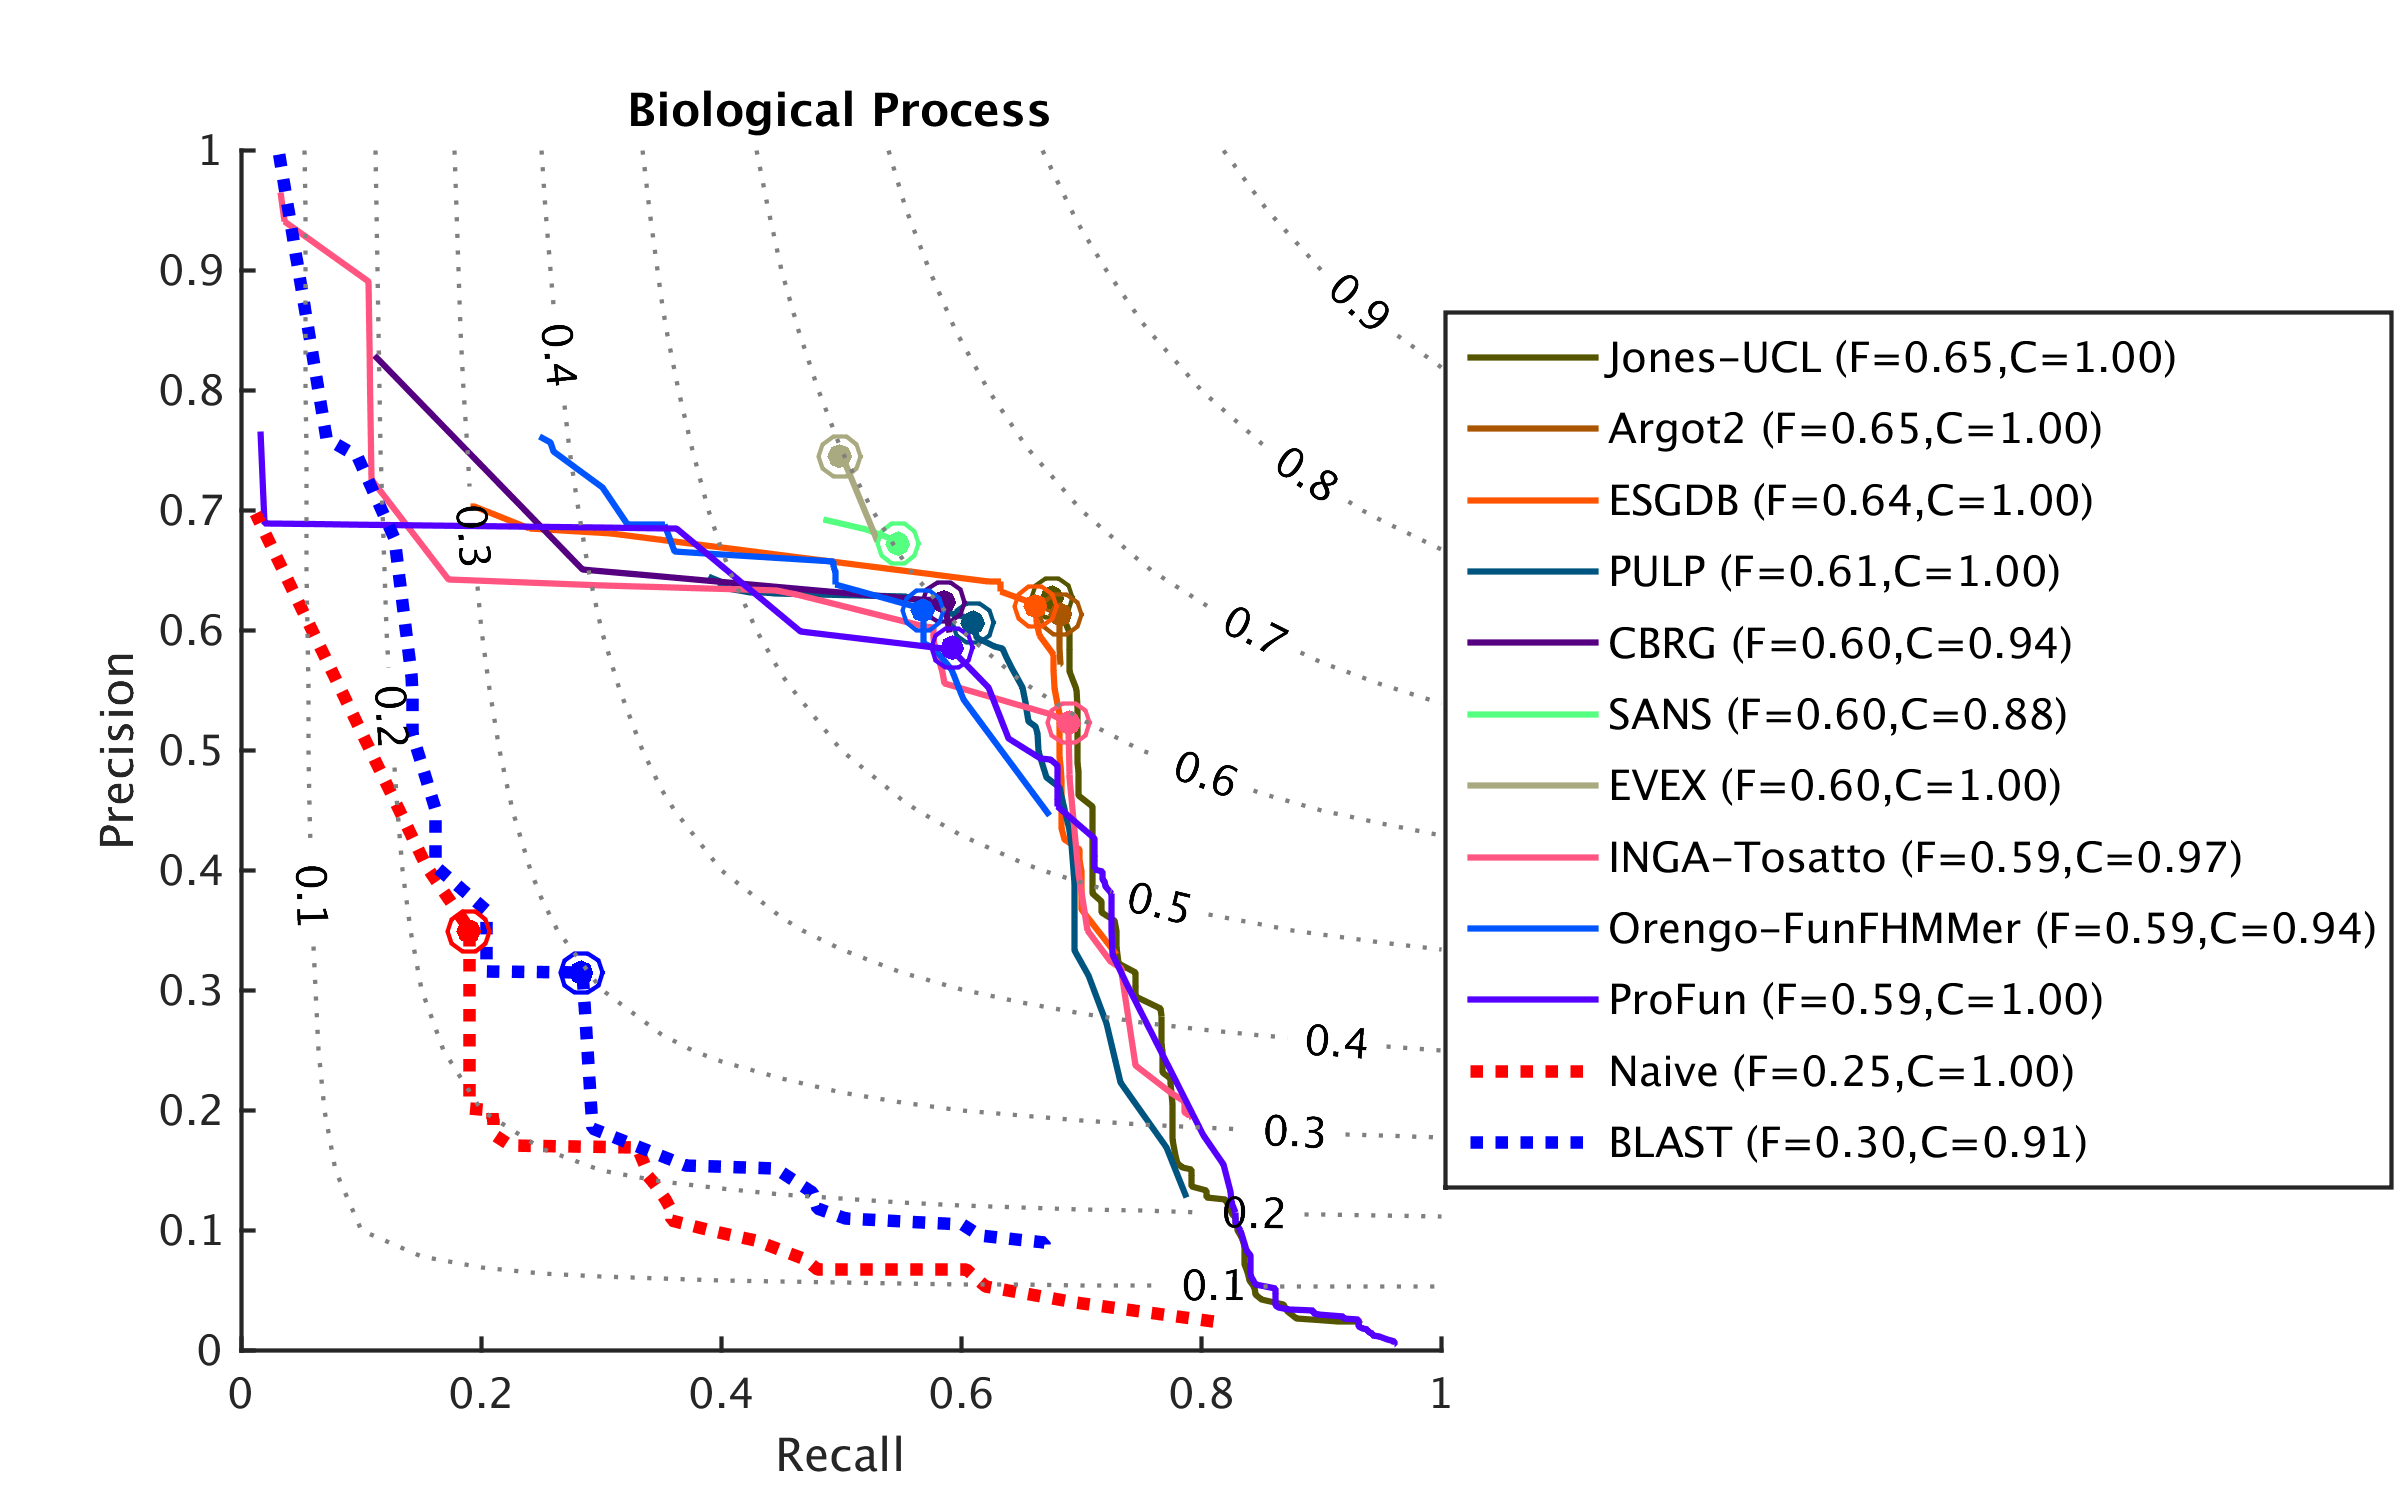 Biological Process
Precision
1
0.9
0.8
0.7
0.6
0.5
0.4
0.3
0.2
0.1
0
0
0.2
0.4
0.6
0.8
1
Recall
0.1
0.2
0.3
0.4
0.9
0.8
0.7
0.6
0.5
0.4
0.3
0.2
0.1
Jones-UCL (F=0.65,C=1.00)
Argot2 (F=0.65,C=1.00)
ESGDB (F=0.64,C=1.00)
PULP (F=0.61,C=1.00)
CBRG (F=0.60,C=0.94)
SANS (F=0.60,C=0.88)
EVEX (F=0.60,C=1.00)
INGA-Tosatto (F=0.59,C=0.97)
Orengo-FunFHMMer (F=0.59,C=0.94)
ProFun (F=0.59,C=1.00)
Naive (F=0.25,C=1.00)
BLAST (F=0.30,C=0.91)